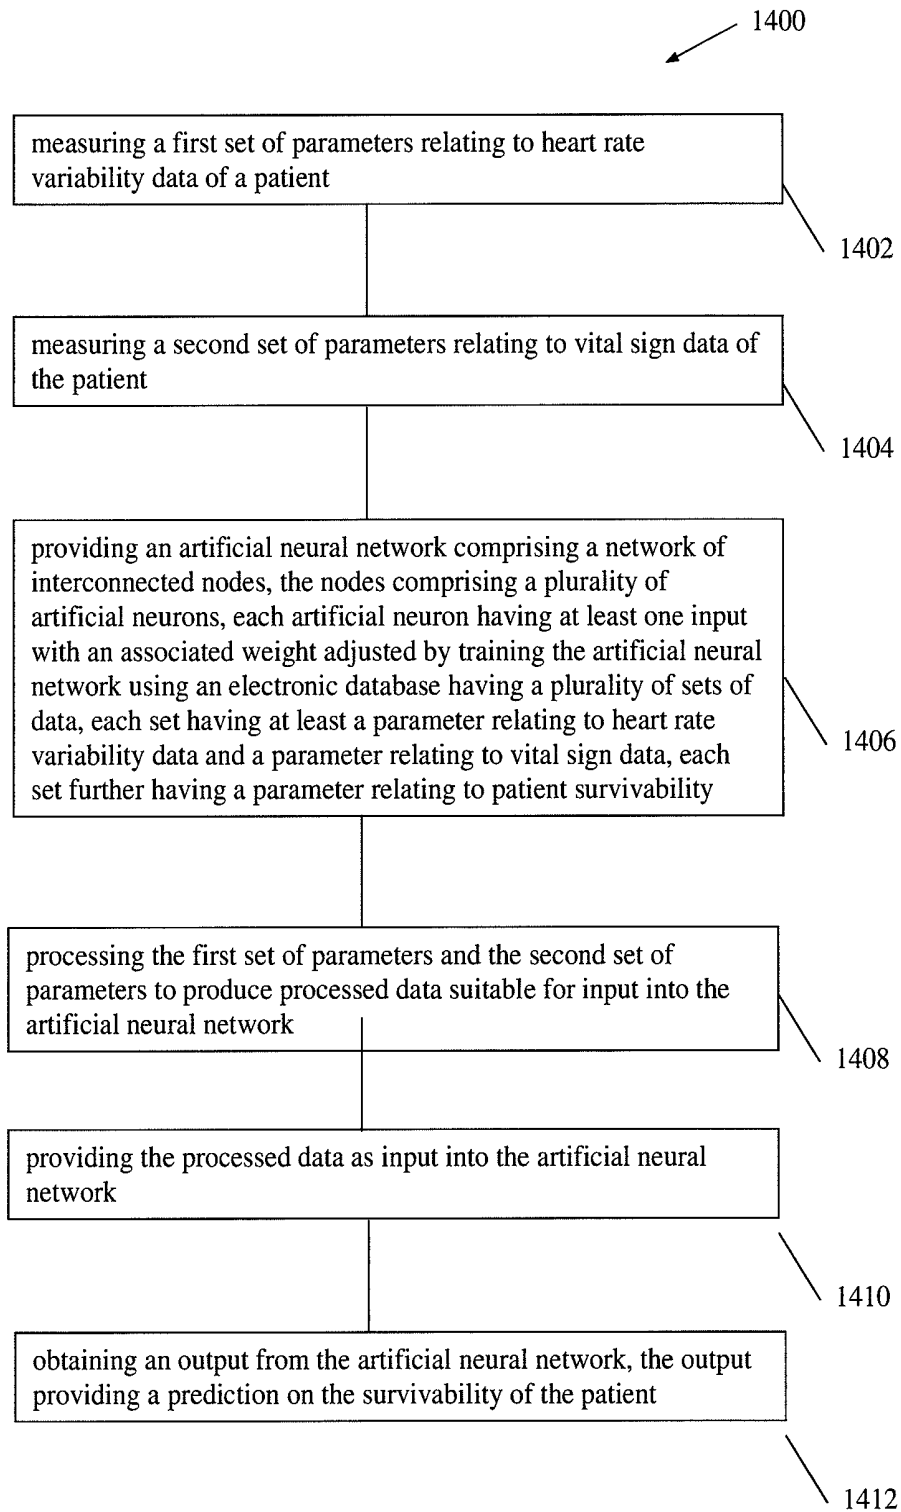 1400
measuring a first set of parameters relating to heart rate
variability data of a patient
1402
measuring a second set of parameters relating to vital sign data of
the patient
1404
providing an artificial neural network comprising a network of
interconnected nodes, the nodes comprising a plurality of
artificial neurons, each artificial neuron having at least one input
with an associated weight adjusted by training the artificial neural
network using an electronic database having a plurality of sets of
data, each set having at least a parameter relating to heart rate
variability data and a parameter relating to vital sign data, each
set further having a parameter relating to patient survivability
1406
processing the first set of parameters and the second set of
parameters to produce processed data suitable for input into the
artificial neural network
1408
providing the processed data as input into the artificial neural
network
1410
obtaining an output from the artificial neural network, the output
providing a prediction on the survivability of the patient
1412